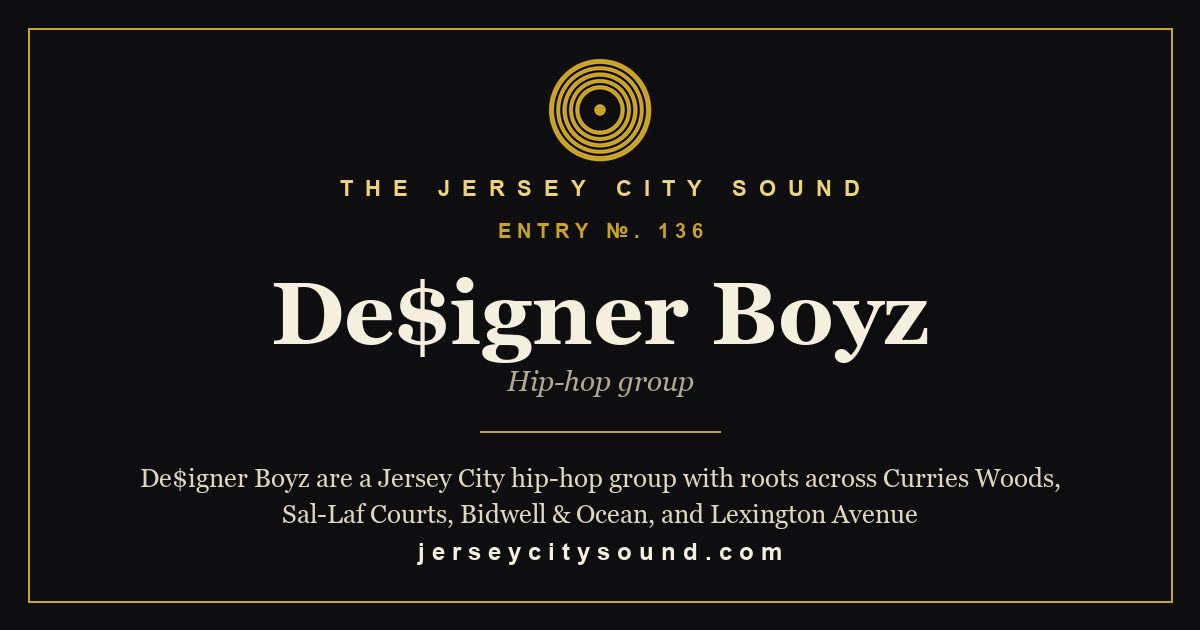 THE JERSEY CITY SOUND
ENTRY №. 136
De$igner Boyz
Hip-hop group
De$igner Boyz are a Jersey City hip-hop group with roots across Curries Woods,
Sal-Laf Courts, Bidwell & Ocean, and Lexington Avenue
jerseycitysound.com